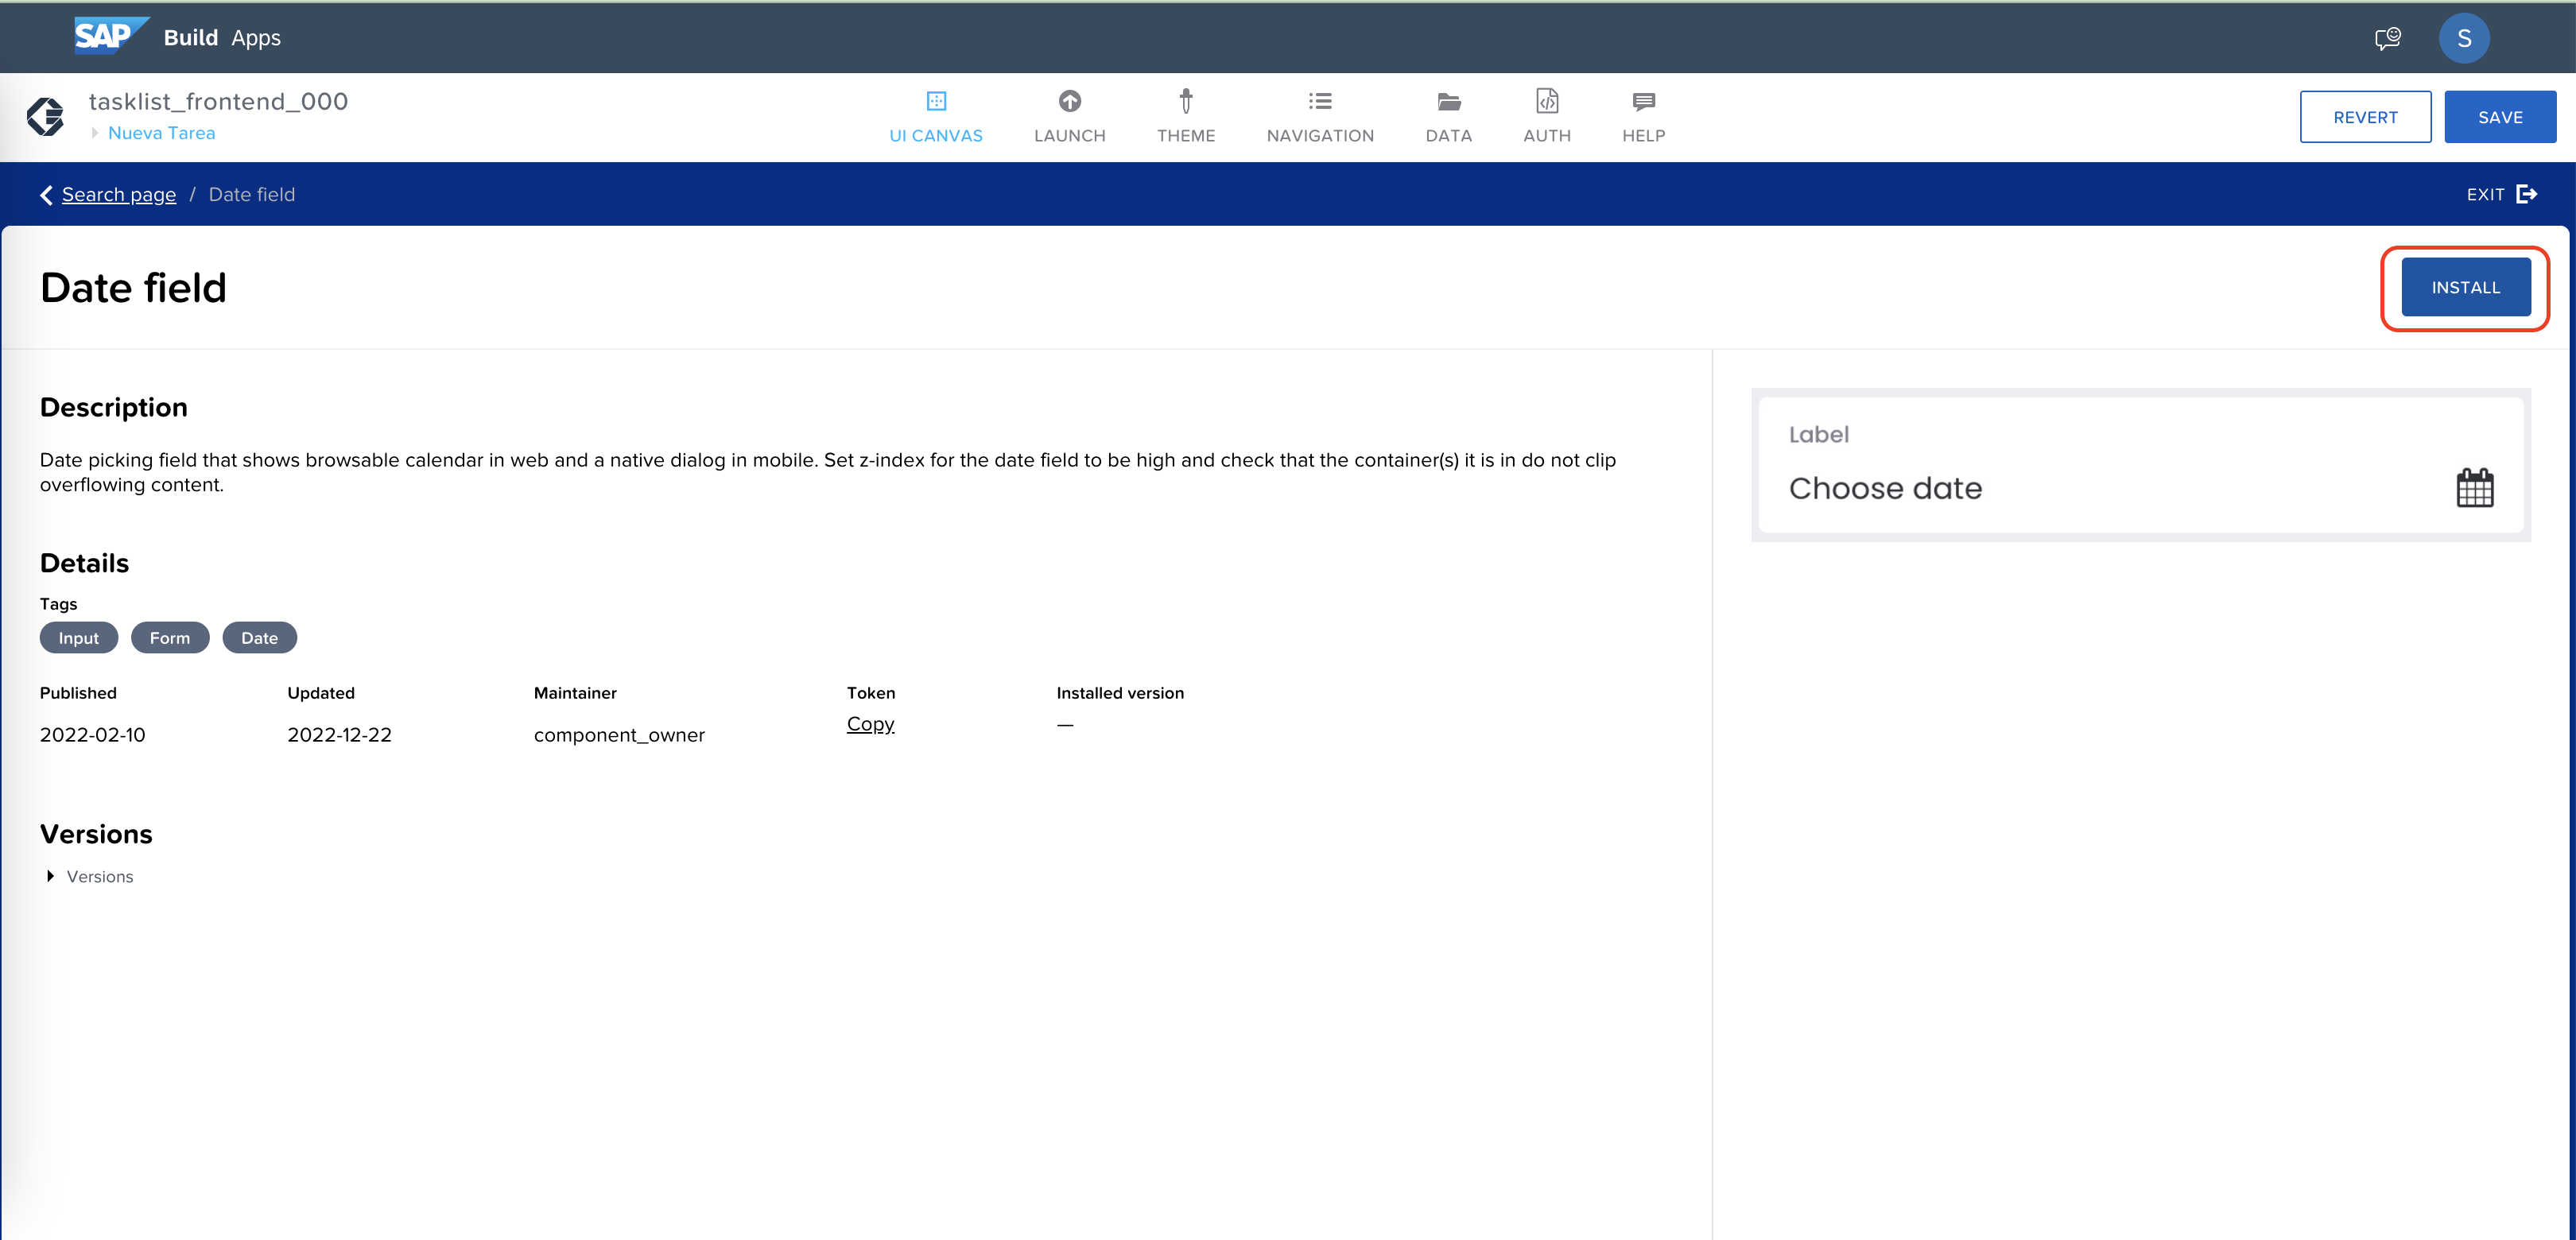 SAP Build Apps
S
tasklist_frontend_000
Nueva Tarea
UI CANVAS
LAUNCH
THEME
NAVIGATION
DATA
AUTH
HELP
REVERT
SAVE
Search page / Date field
EXIT
Date field
INSTALL
Description
Date picking field that shows browsable calendar in web and a native dialog in mobile. Set z-index for the date field to be high and check that the container(s) it is in do not clip
overflowing content.
Label
Choose date
Details
Tags
Input Form Date
Published Updated Maintainer Token Installed version
2022-02-10 2022-12-22 component_owner Copy —
Versions
Versions